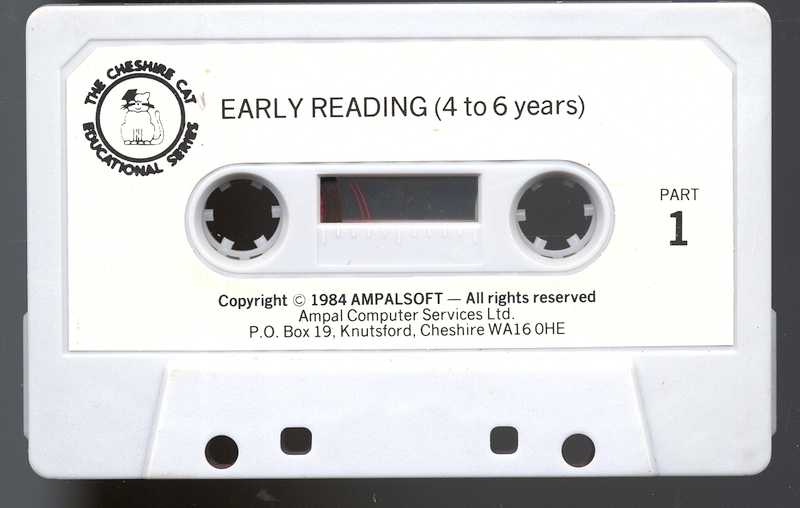 THE CHESHIRE CAT
EDUCATIONAL SERIES
EARLY READING (4 to 6 years)
PART
1
Copyright © 1984 AMPALSOFT — All rights reserved
Ampal Computer Services Ltd.
P.O. Box 19, Knutsford, Cheshire WA16 0HE